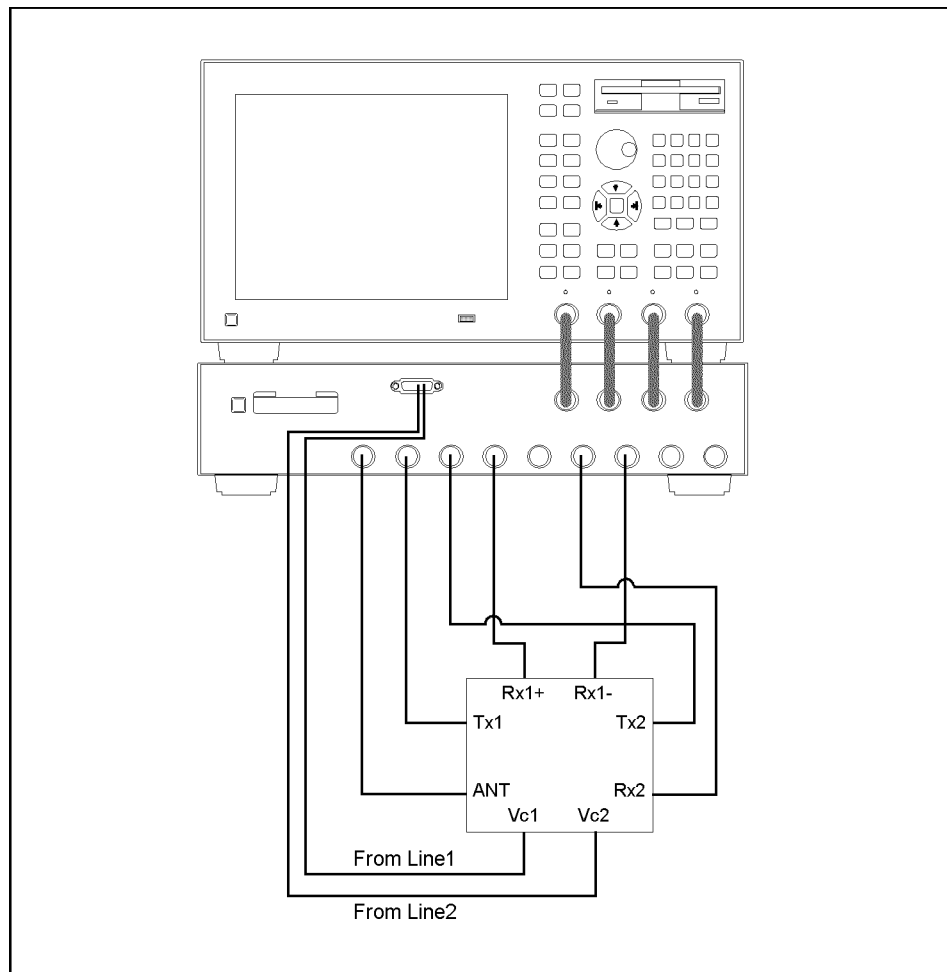 Rx1+ Rx1-
Tx1 Tx2
ANT Rx2
Vc1 Vc2
From Line1
From Line2